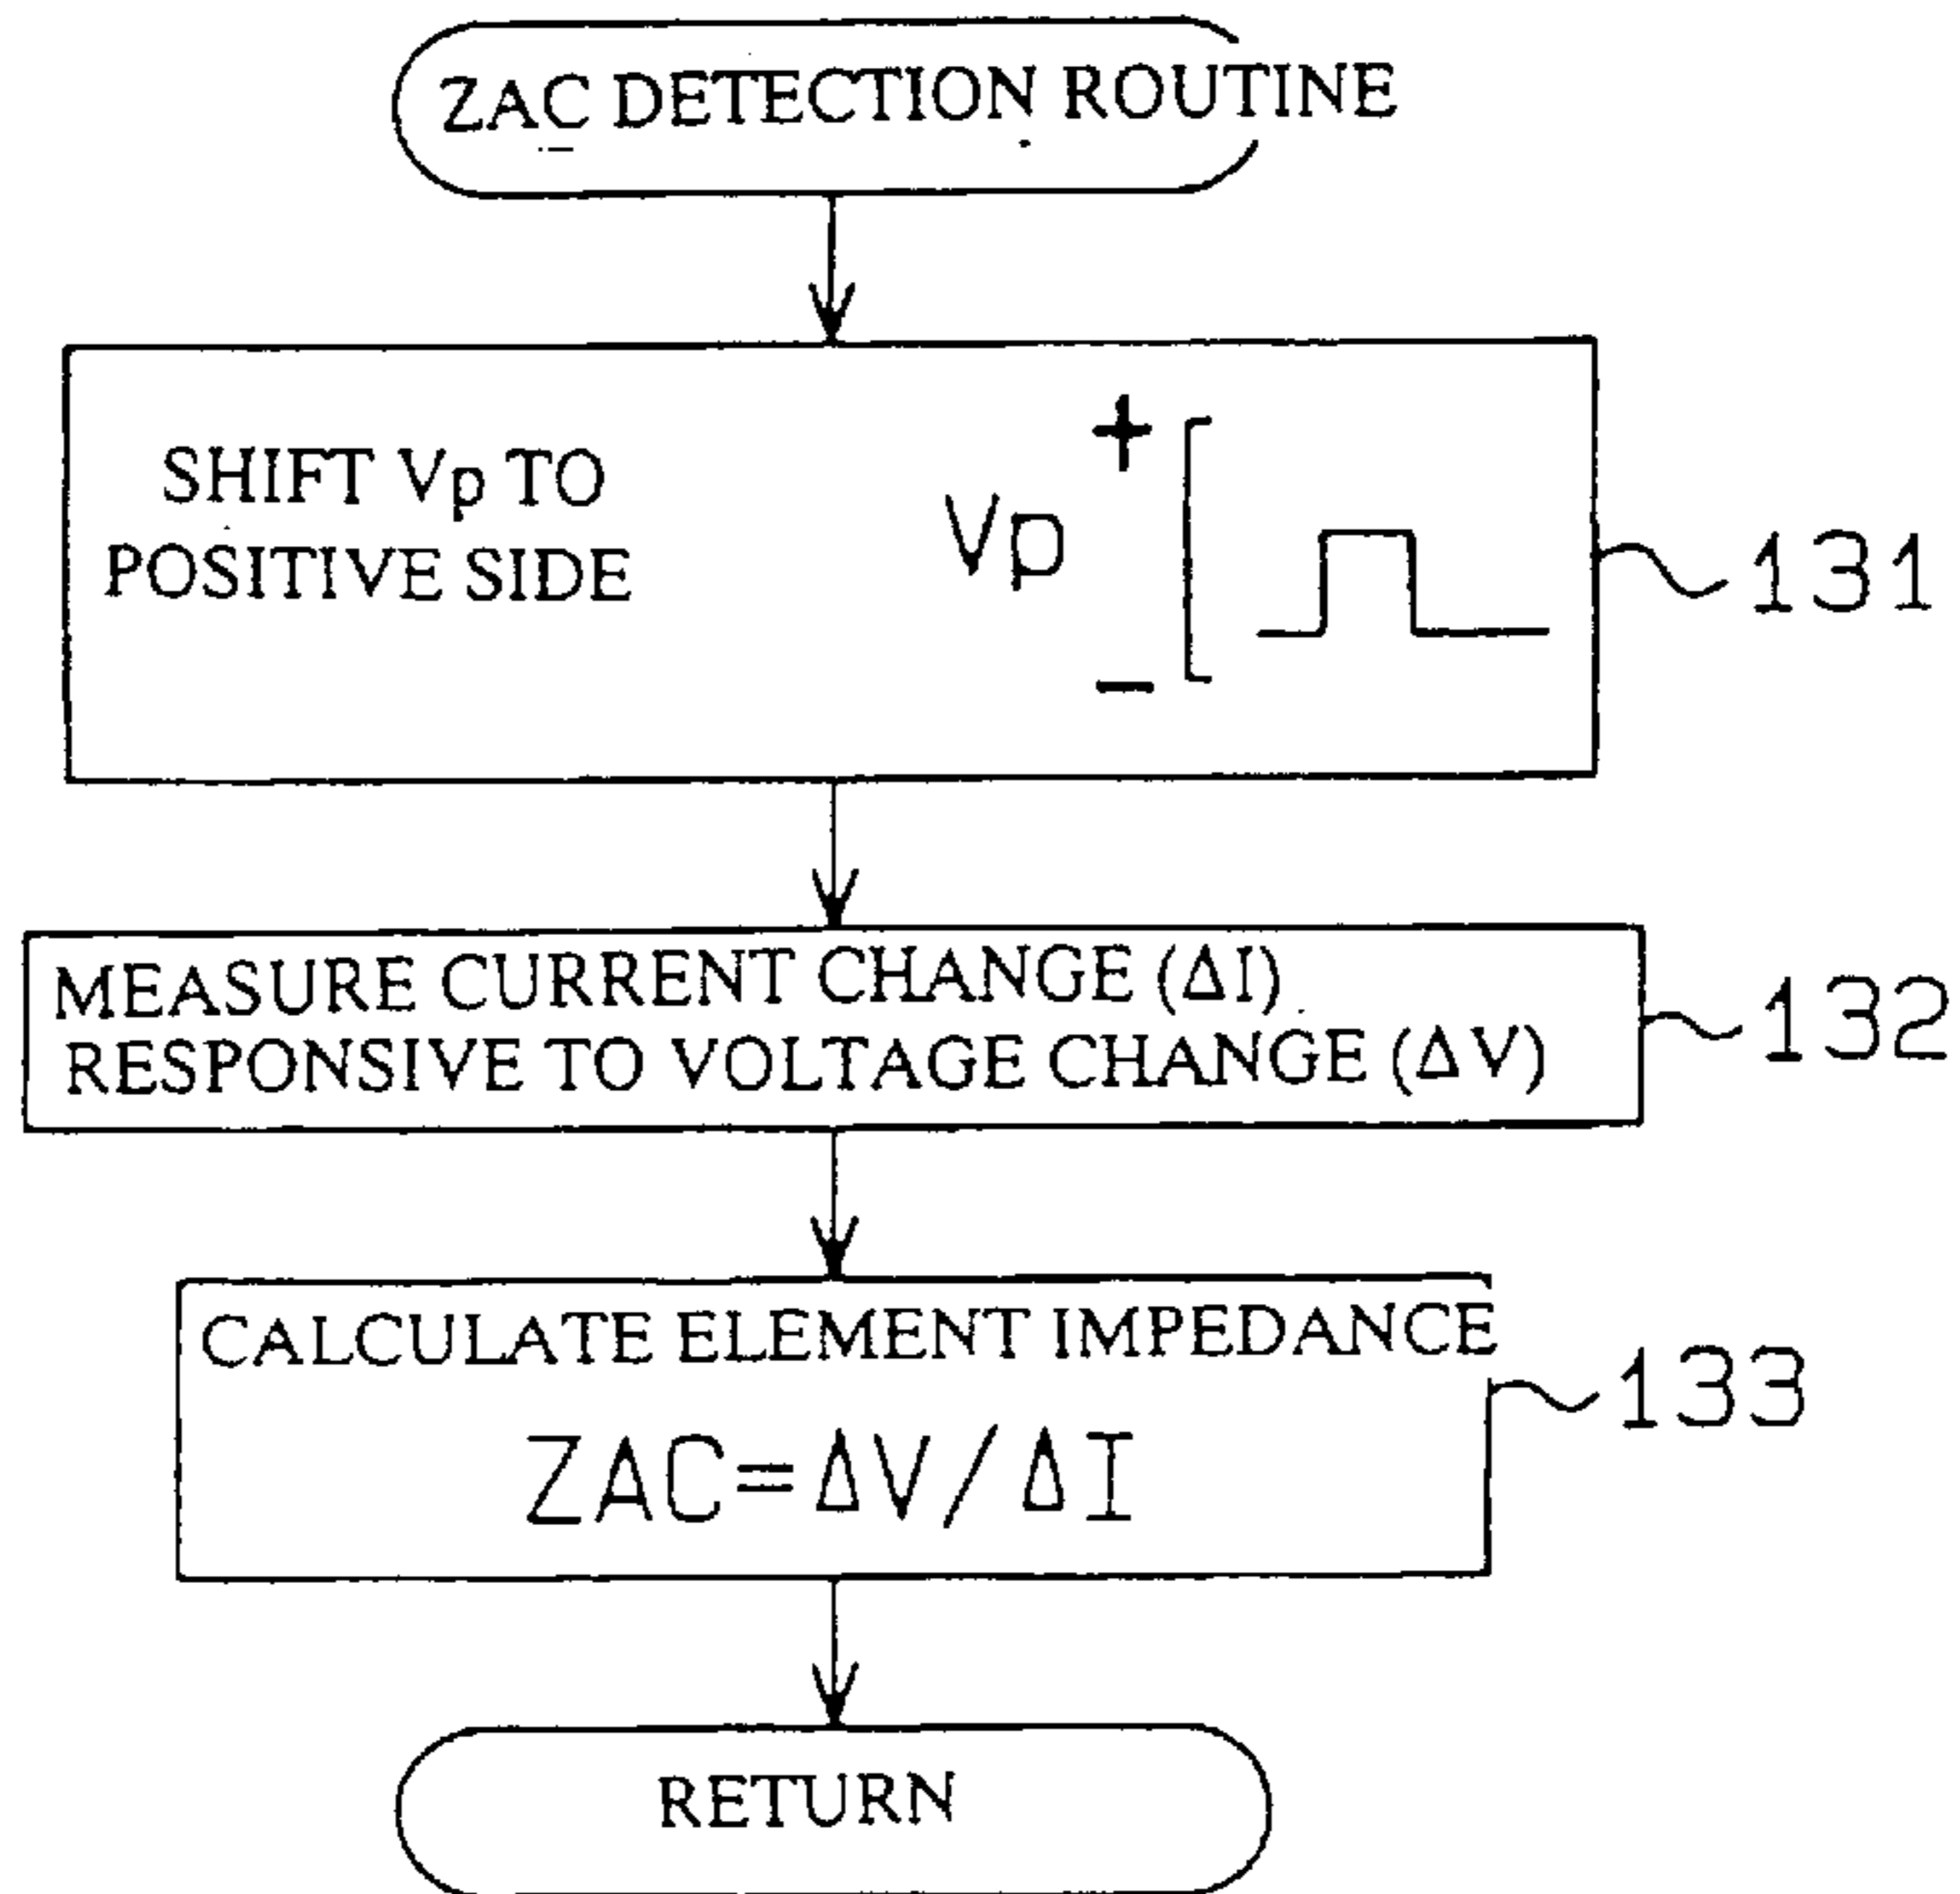 ZAC DETECTION ROUTINE
SHIFT Vp TO
POSITIVE SIDE
+
Vp
−
131
MEASURE CURRENT CHANGE (ΔI)
RESPONSIVE TO VOLTAGE CHANGE (ΔV)
132
CALCULATE ELEMENT IMPEDANCE
ZAC=ΔV/ΔI
133
RETURN